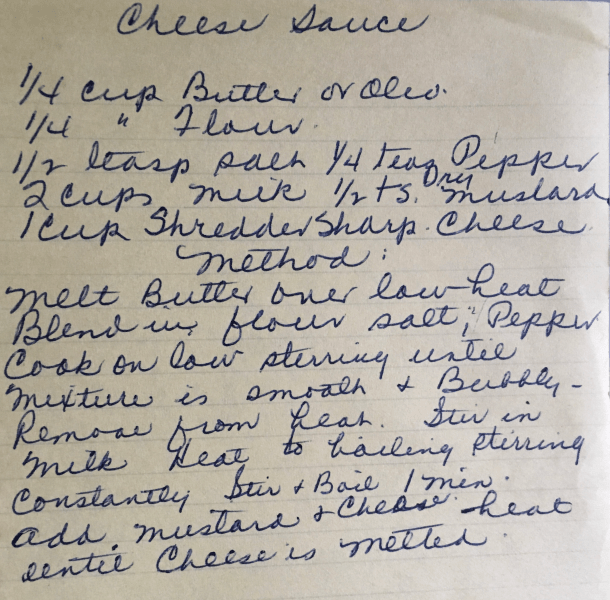 Cheese Sauce
1/4 cup Butter or Oleo.
1/4 " Flour.
1/2 teasp salt 1/4 teasp Pepper
2 cups milk 1/2 ts. Dry mustard
1 cup Shredded Sharp. Cheese.
Method:
Melt Butter over low heat
Blend in flour salt, Pepper
Cook on low stirring until
Mixture is smooth & Bubbly -
Remove from heat. Stir in
Milk Heat to boiling stirring
Constantly Stir & Boil 1 min.
add mustard & Cheese. heat
until Cheese is melted.